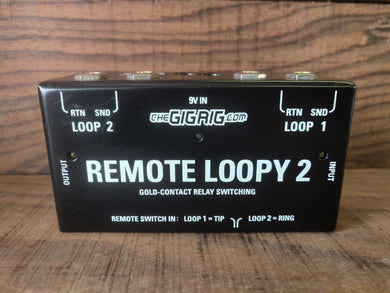 9V IN
THEGIGRIG.COM
RTN SND
LOOP 2
RTN SND
LOOP 1
OUTPUT
INPUT
REMOTE LOOPY 2
GOLD-CONTACT RELAY SWITCHING
REMOTE SWITCH IN: LOOP 1 = TIP LOOP 2 = RING